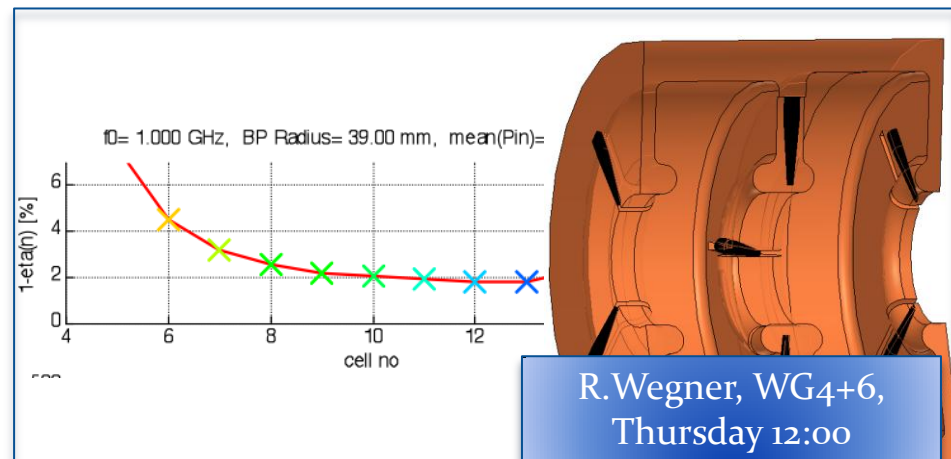 f0= 1.000 GHz, BP Radius= 39.00 mm, mean(Pin)=
1-eta(n) [%]
6
4
2
0
4 6 8 10 12
cell no
R.Wegner, WG4+6,
Thursday 12:00